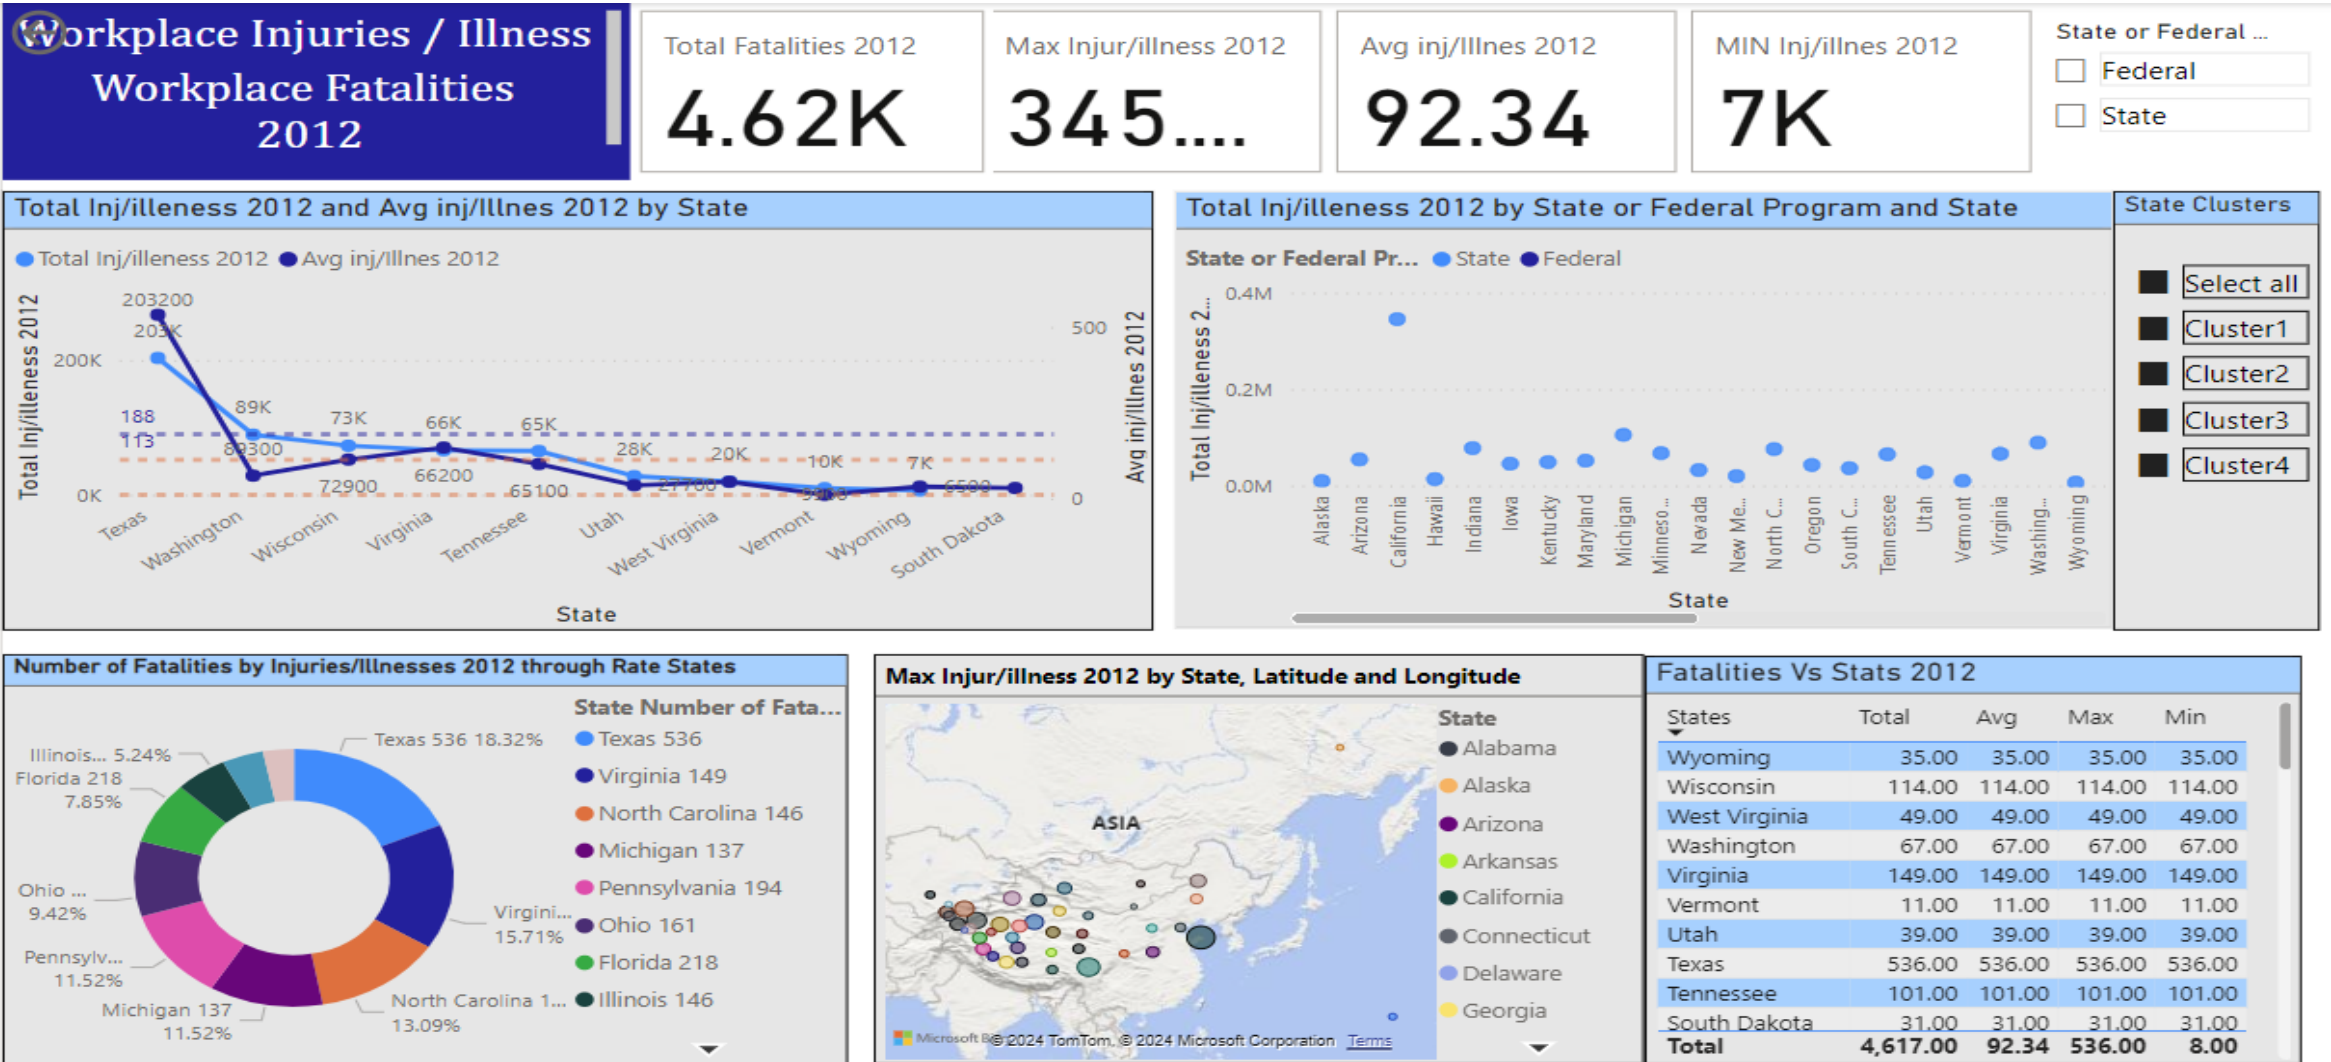 Workplace Injuries / Illness
Workplace Fatalities
2012
Total Fatalities 2012
4.62K
Max Injur/illness 2012
345....
Avg inj/Illnes 2012
92.34
MIN Inj/illnes 2012
7K
State or Federal ...
Federal
State
Total Inj/illeness 2012 and Avg inj/Illnes 2012 by State
Total Inj/illeness 2012
Avg inj/Illnes 2012
Total Inj/illeness 2012
200K
0K
203200
203K
188
113
89K
89300
73K
72900
66K
66200
65K
65100
28K
27700
20K
10K
9900
7K
6500
500
0
Avg inj/Illnes 2012
Texas
Washington
Wisconsin
Virginia
Tennessee
Utah
West Virginia
Vermont
Wyoming
South Dakota
State
Total Inj/illeness 2012 by State or Federal Program and State
State or Federal Pr...
State
Federal
Total Inj/illeness 2...
0.4M
0.2M
0.0M
Alaska
Arizona
California
Hawaii
Indiana
Iowa
Kentucky
Maryland
Michigan
Minneso...
Nevada
New Me...
North C...
Oregon
South C...
Tennessee
Utah
Vermont
Virginia
Washing...
Wyoming
State
State Clusters
Select all
Cluster1
Cluster2
Cluster3
Cluster4
Number of Fatalities by Injuries/Illnesses 2012 through Rate States
Texas 536 18.32%
Virgini...
15.71%
North Carolina 1...
13.09%
Michigan 137
11.52%
Pennsylv...
11.52%
Ohio ...
9.42%
Florida 218
7.85%
Illinois... 5.24%
State Number of Fata...
Texas 536
Virginia 149
North Carolina 146
Michigan 137
Pennsylvania 194
Ohio 161
Florida 218
Illinois 146
Max Injur/illness 2012 by State, Latitude and Longitude
ASIA
Microsoft B
© 2024 TomTom, © 2024 Microsoft Corporation Terms
State
Alabama
Alaska
Arizona
Arkansas
California
Connecticut
Delaware
Georgia
Fatalities Vs Stats 2012
States Total Avg Max Min
Wyoming 35.00 35.00 35.00 35.00
Wisconsin 114.00 114.00 114.00 114.00
West Virginia 49.00 49.00 49.00 49.00
Washington 67.00 67.00 67.00 67.00
Virginia 149.00 149.00 149.00 149.00
Vermont 11.00 11.00 11.00 11.00
Utah 39.00 39.00 39.00 39.00
Texas 536.00 536.00 536.00 536.00
Tennessee 101.00 101.00 101.00 101.00
South Dakota 31.00 31.00 31.00 31.00
Total 4,617.00 92.34 536.00 8.00